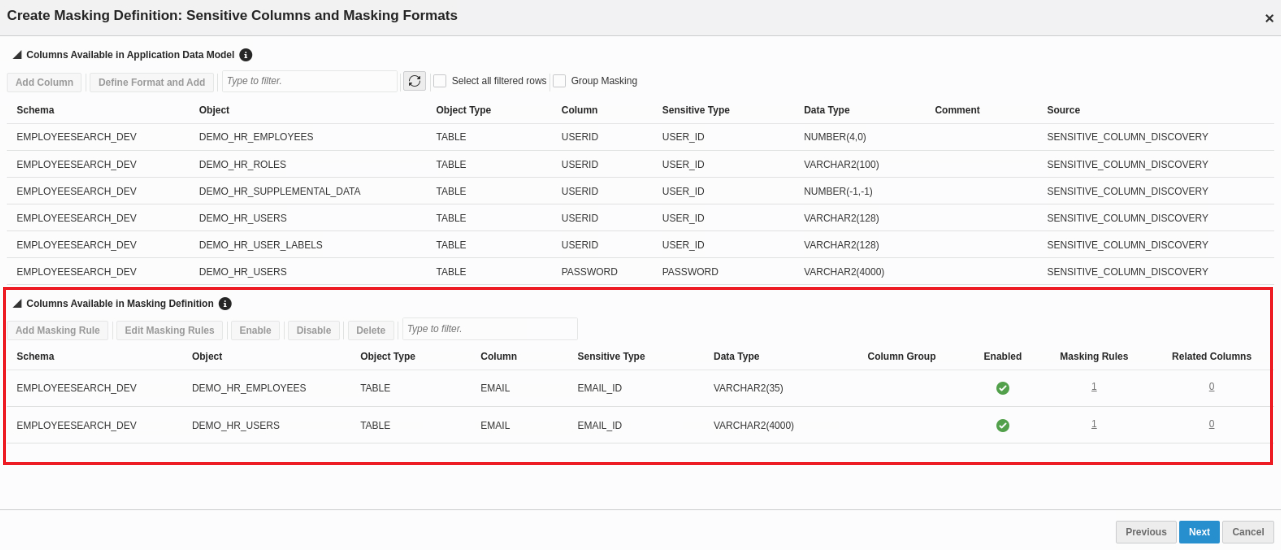 Create Masking Definition: Sensitive Columns and Masking Formats
Columns Available in Application Data Model
Add Column Define Format and Add Type to filter. Select all filtered rows Group Masking
Schema Object Object Type Column Sensitive Type Data Type Comment Source
EMPLOYEESEARCH_DEV DEMO_HR_EMPLOYEES TABLE USERID USER_ID NUMBER(4,0) SENSITIVE_COLUMN_DISCOVERY
EMPLOYEESEARCH_DEV DEMO_HR_ROLES TABLE USERID USER_ID VARCHAR2(100) SENSITIVE_COLUMN_DISCOVERY
EMPLOYEESEARCH_DEV DEMO_HR_SUPPLEMENTAL_DATA TABLE USERID USER_ID NUMBER(-1,-1) SENSITIVE_COLUMN_DISCOVERY
EMPLOYEESEARCH_DEV DEMO_HR_USERS TABLE USERID USER_ID VARCHAR2(128) SENSITIVE_COLUMN_DISCOVERY
EMPLOYEESEARCH_DEV DEMO_HR_USER_LABELS TABLE USERID USER_ID VARCHAR2(128) SENSITIVE_COLUMN_DISCOVERY
EMPLOYEESEARCH_DEV DEMO_HR_USERS TABLE PASSWORD PASSWORD VARCHAR2(4000) SENSITIVE_COLUMN_DISCOVERY
Columns Available in Masking Definition
Add Masking Rule Edit Masking Rules Enable Disable Delete Type to filter.
Schema Object Object Type Column Sensitive Type Data Type Column Group Enabled Masking Rules Related Columns
EMPLOYEESEARCH_DEV DEMO_HR_EMPLOYEES TABLE EMAIL EMAIL_ID VARCHAR2(35) 1 0
EMPLOYEESEARCH_DEV DEMO_HR_USERS TABLE EMAIL EMAIL_ID VARCHAR2(4000) 1 0
Previous Next Cancel